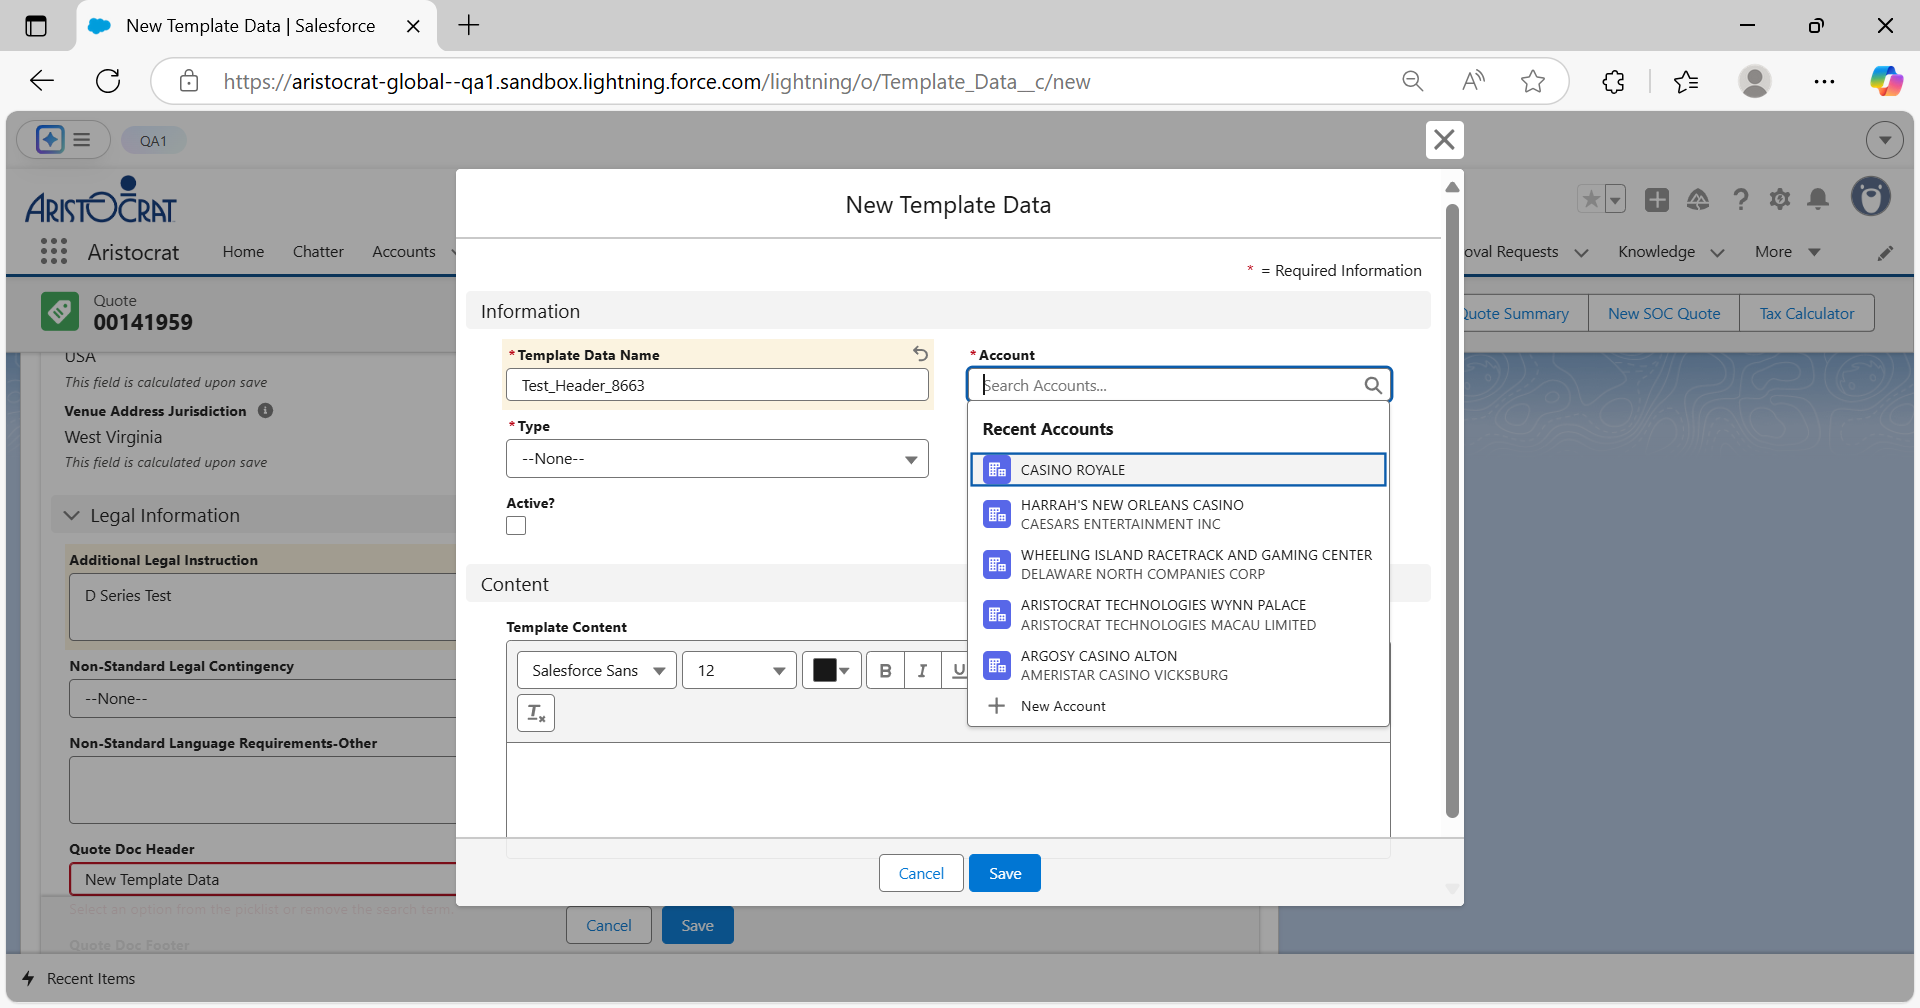 New Template Data | Salesforce
https://aristocrat-global--qa1.sandbox.lightning.force.com/lightning/o/Template_Data__c/new
QA1
ARISTOCRAT
Aristocrat
Home
Chatter
Accounts
oval Requests
Knowledge
More
Quote
00141959
Quote Summary
New SOC Quote
Tax Calculator
USA
This field is calculated upon save
Venue Address Jurisdiction
West Virginia
This field is calculated upon save
Legal Information
Additional Legal Instruction
D Series Test
Non-Standard Legal Contingency
--None--
Non-Standard Language Requirements-Other
Quote Doc Header
New Template Data
Select an option from the picklist or remove the search term.
Quote Doc Footer
Cancel
Save
Recent Items
New Template Data
* = Required Information
Information
* Template Data Name
Test_Header_8663
* Account
Search Accounts...
Recent Accounts
CASINO ROYALE
HARRAH'S NEW ORLEANS CASINO
CAESARS ENTERTAINMENT INC
WHEELING ISLAND RACETRACK AND GAMING CENTER
DELAWARE NORTH COMPANIES CORP
ARISTOCRAT TECHNOLOGIES WYNN PALACE
ARISTOCRAT TECHNOLOGIES MACAU LIMITED
ARGOSY CASINO ALTON
AMERISTAR CASINO VICKSBURG
New Account
* Type
--None--
Active?
Content
Template Content
Salesforce Sans
12
B
I
U
Cancel
Save